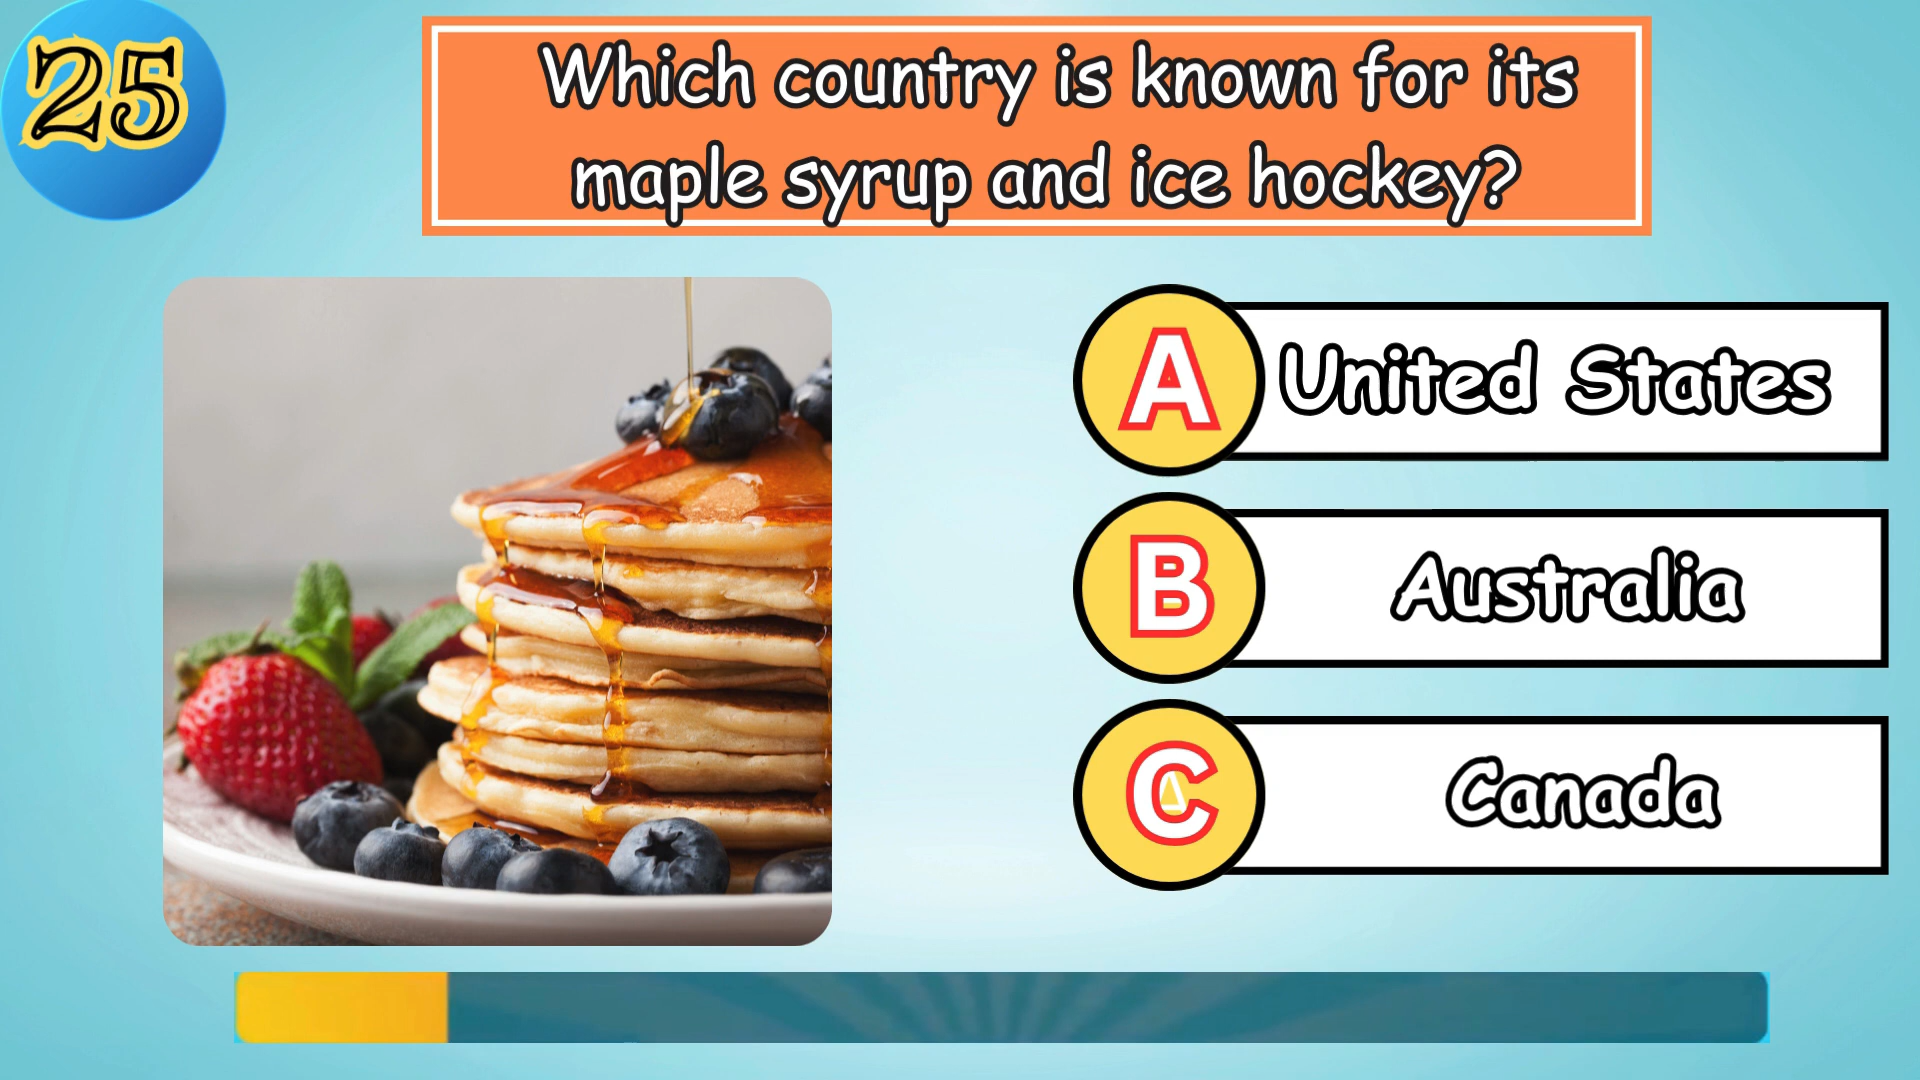 25
Which country is known for its
maple syrup and ice hockey?
A United States
B Australia
C Canada